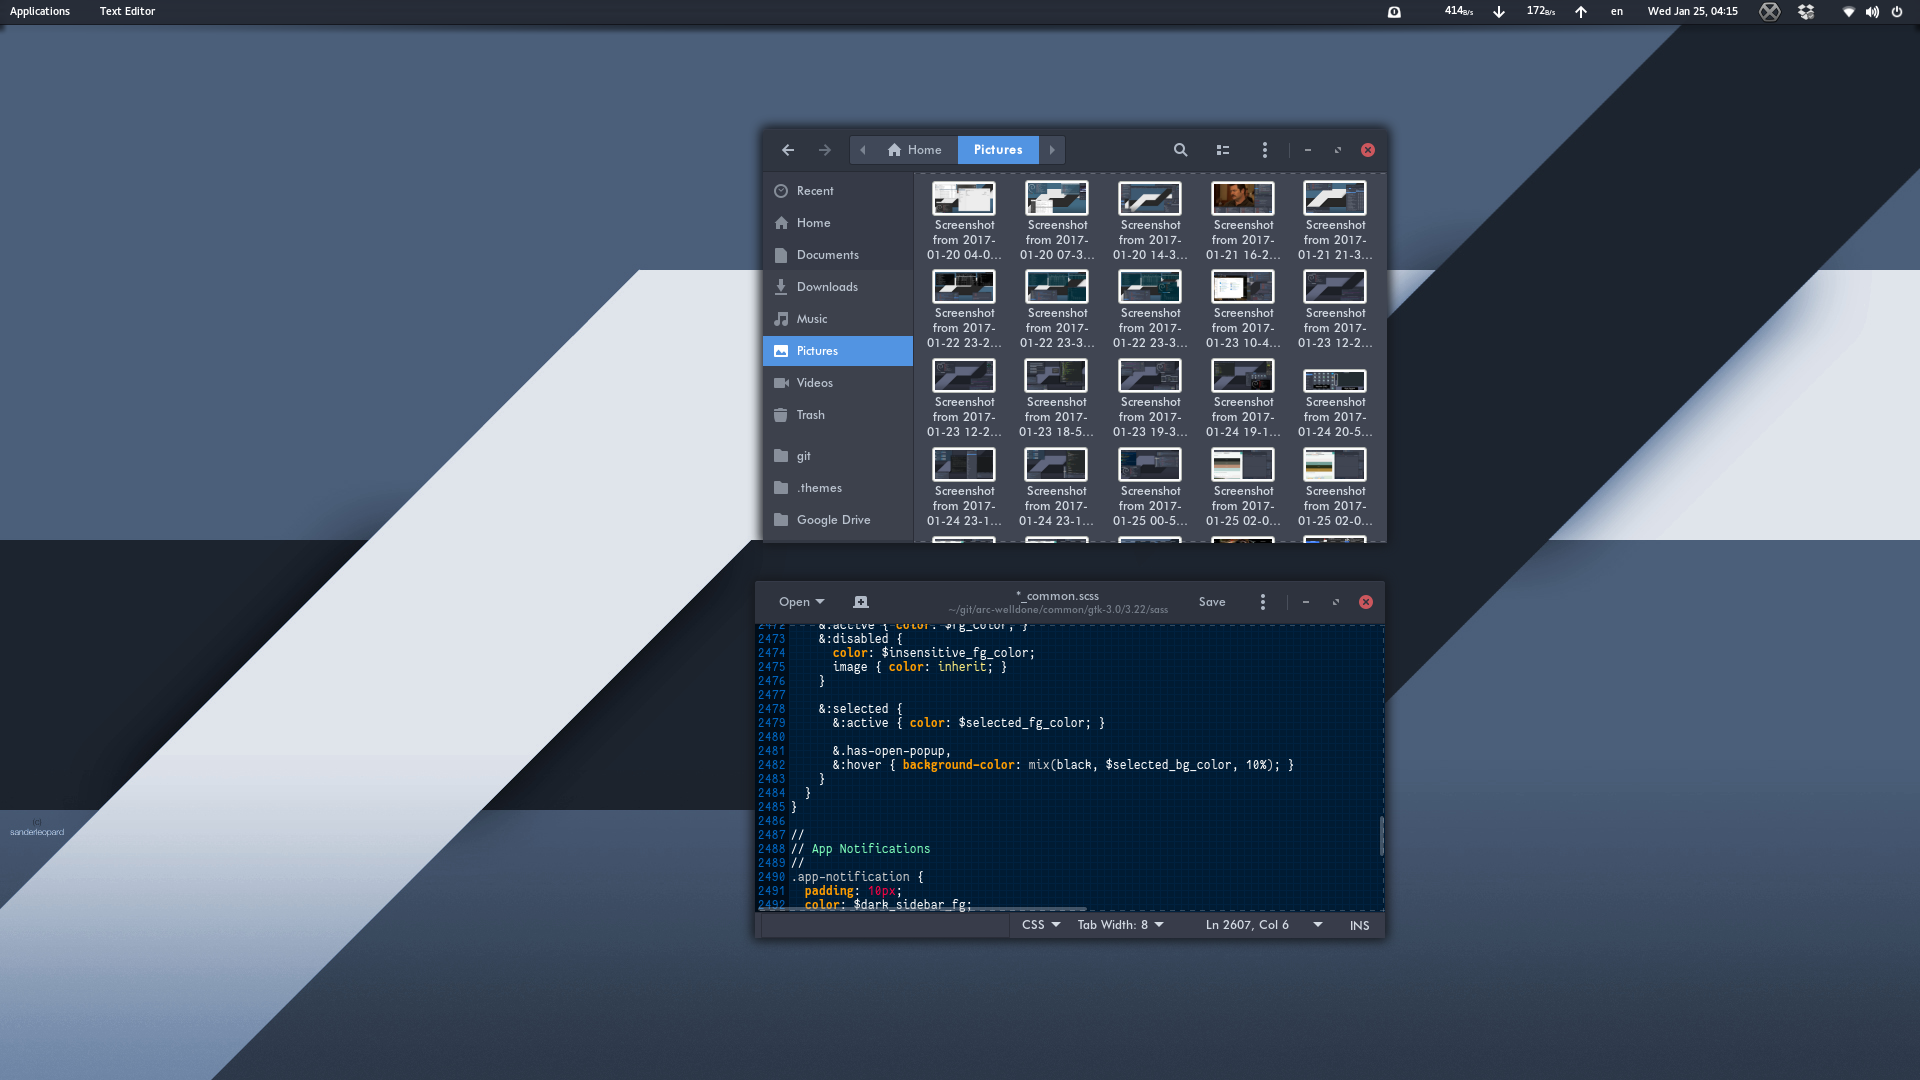 Applications Text Editor 414B/s 172B/s en Wed Jan 25, 04:15
Home Pictures
Recent
Home
Documents
Downloads
Music
Pictures
Videos
Trash
git
.themes
Google Drive
Screenshot Screenshot Screenshot Screenshot Screenshot
from 2017- from 2017- from 2017- from 2017- from 2017-
01-20 04-0... 01-20 07-3... 01-20 14-3... 01-21 16-2... 01-21 21-3...
Screenshot Screenshot Screenshot Screenshot Screenshot
from 2017- from 2017- from 2017- from 2017- from 2017-
01-22 23-2... 01-22 23-3... 01-22 23-3... 01-23 10-4... 01-23 12-2...
Screenshot Screenshot Screenshot Screenshot Screenshot
from 2017- from 2017- from 2017- from 2017- from 2017-
01-23 12-2... 01-23 18-5... 01-23 19-3... 01-24 19-1... 01-24 20-5...
Screenshot Screenshot Screenshot Screenshot Screenshot
from 2017- from 2017- from 2017- from 2017- from 2017-
01-24 23-1... 01-24 23-1... 01-25 00-5... 01-25 02-0... 01-25 02-0...
Open *_common.scss Save
~/git/arc-welldone/common/gtk-3.0/3.22/sass
2472 &:active { color: $fg_color; }
2473 &:disabled {
2474 color: $insensitive_fg_color;
2475 image { color: inherit; }
2476 }
2477
2478 &:selected {
2479 &:active { color: $selected_fg_color; }
2480
2481 &.has-open-popup,
2482 &:hover { background-color: mix(black, $selected_bg_color, 10%); }
2483 }
2484 }
2485 }
2486
2487 //
2488 // App Notifications
2489 //
2490 .app-notification {
2491 padding: 10px;
2492 color: $dark_sidebar_fg;
CSS Tab Width: 8 Ln 2607, Col 6 INS
(c)
sanderleopard